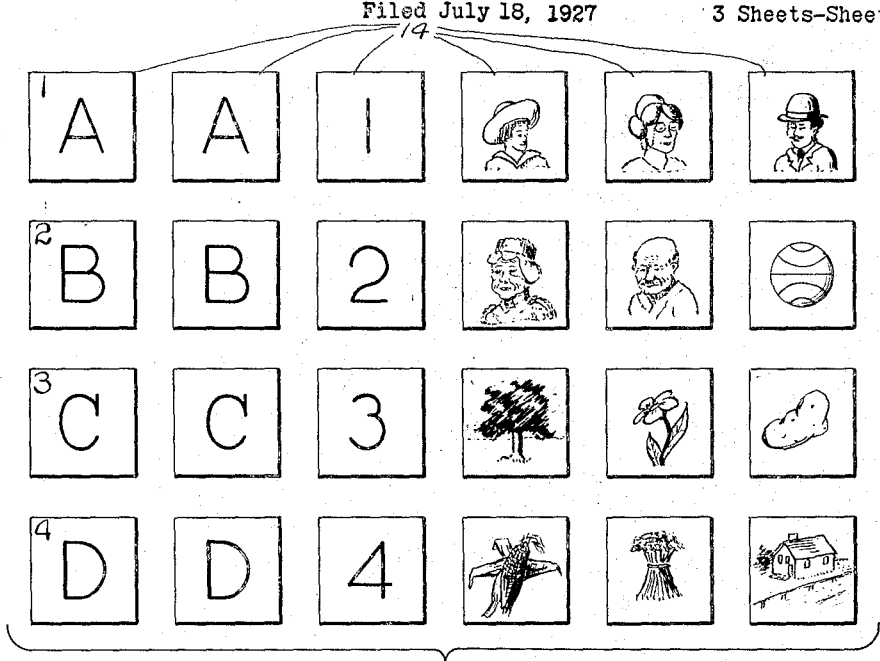 Filed July 18, 1927 3 Sheets-Sheet
14
1 A A 1
2 B B 2
3 C C 3
4 D D 4